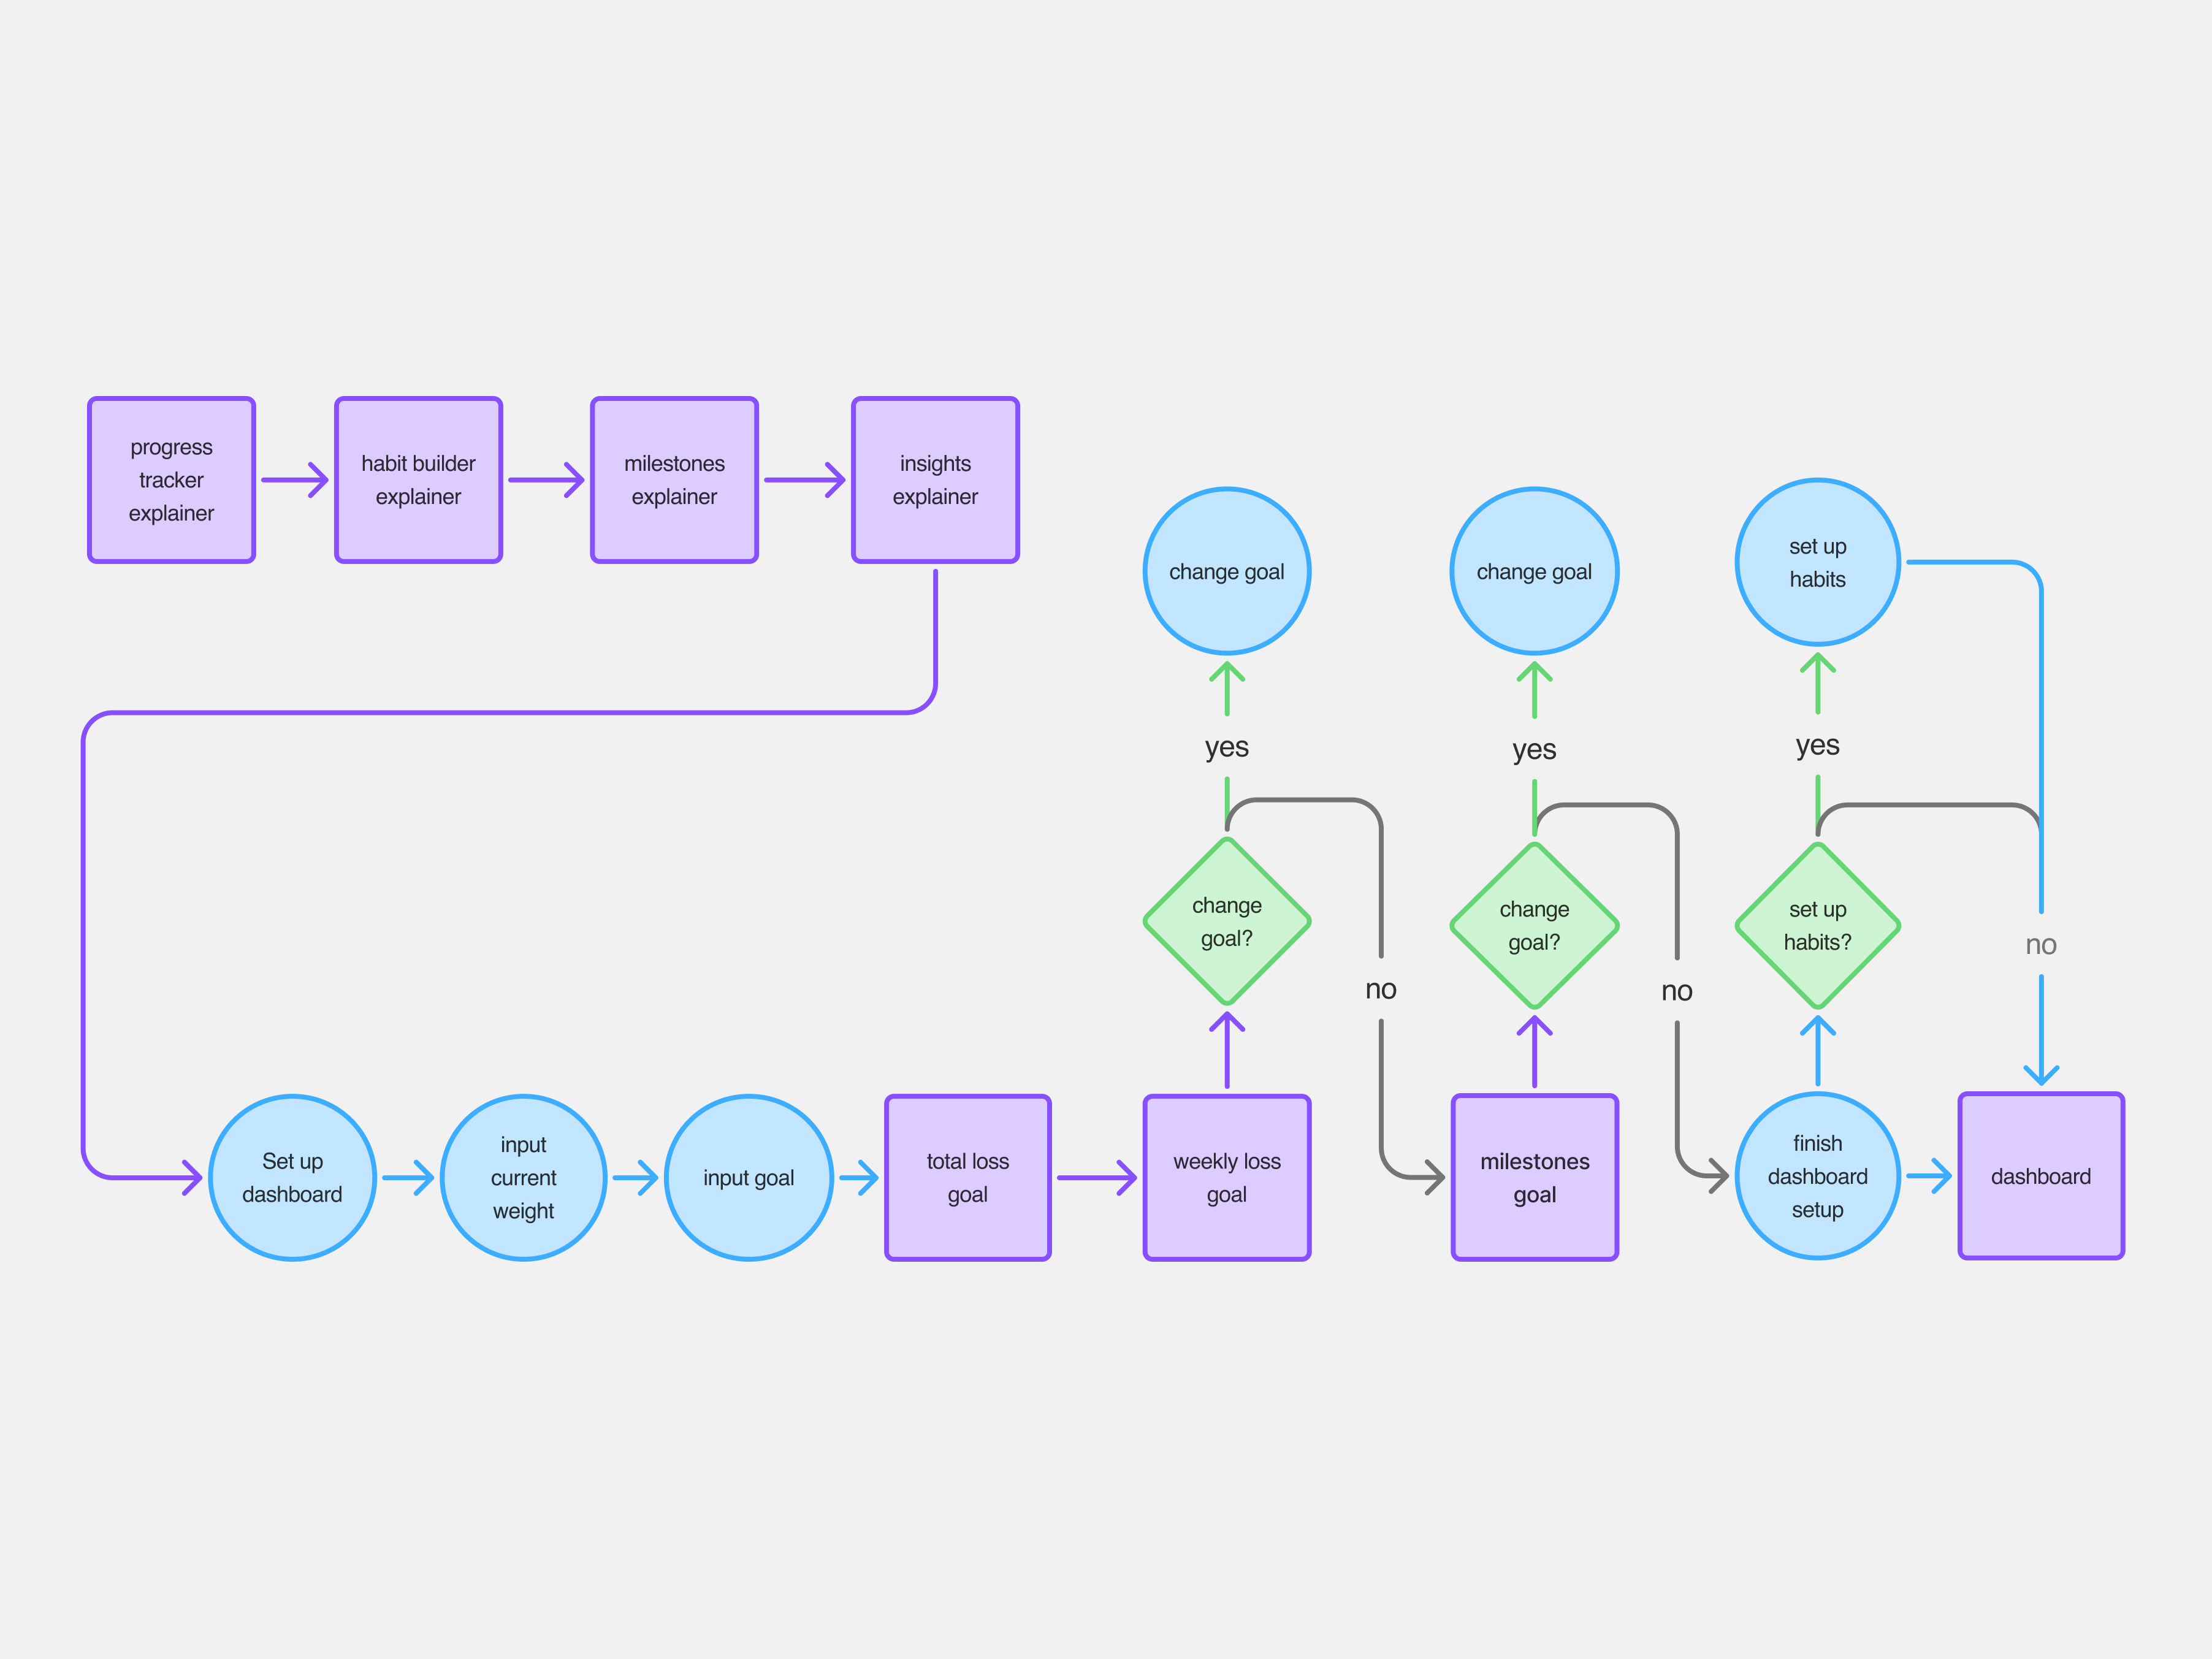 progress
tracker
explainer
habit builder
explainer
milestones
explainer
insights
explainer
change goal
change goal
set up
habits
yes
yes
yes
change
goal?
change
goal?
set up
habits?
no
no
no
Set up
dashboard
input
current
weight
input goal
total loss
goal
weekly loss
goal
milestones
goal
finish
dashboard
setup
dashboard